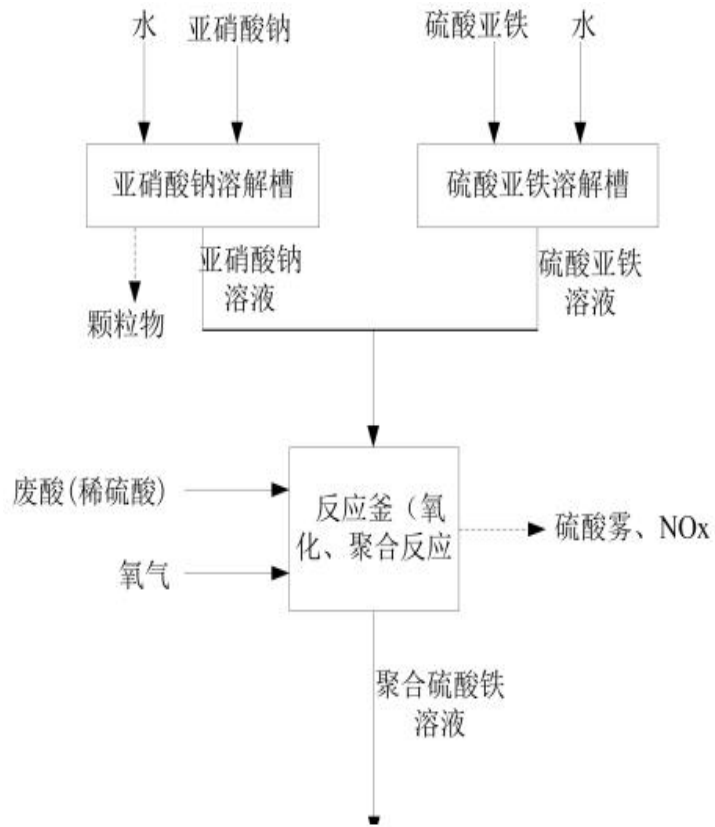 水
亚硝酸钠
硫酸亚铁
水
亚硝酸钠溶解槽
硫酸亚铁溶解槽
亚硝酸钠
溶液
硫酸亚铁
溶液
颗粒物
废酸(稀硫酸)
氧气
反应釜（氧
化、聚合反应
硫酸雾、NOx
聚合硫酸铁
溶液